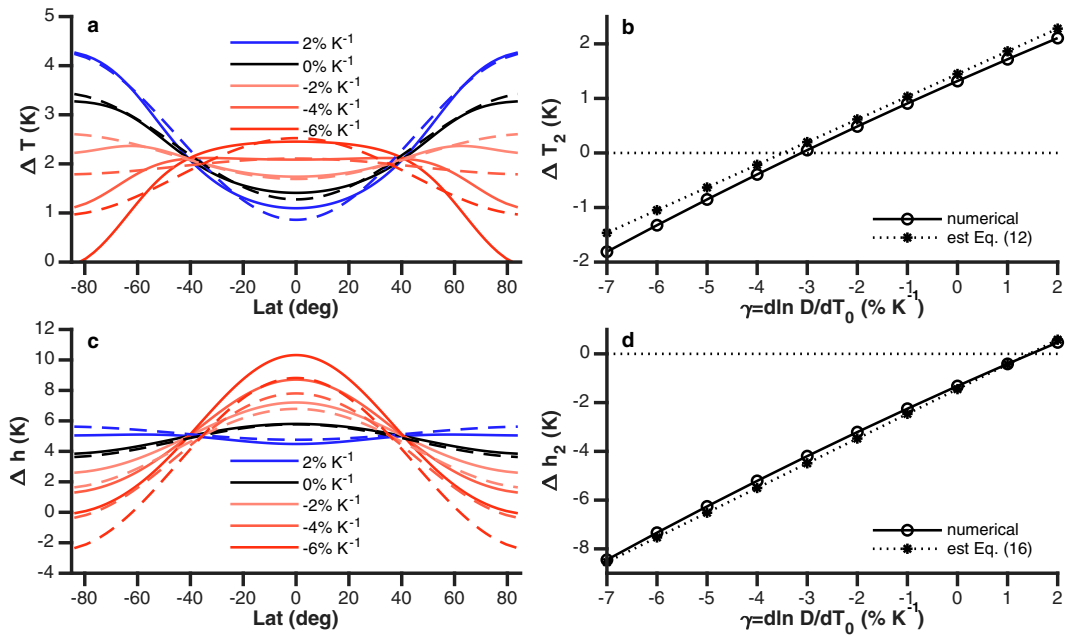 a
5
4
3
2
1
0
Δ T (K)
2% K-1
0% K-1
-2% K-1
-4% K-1
-6% K-1
-80 -60 -40 -20 0 20 40 60 80
Lat (deg)
b
2
1
0
-1
-2
Δ T2 (K)
numerical
est Eq. (12)
-7 -6 -5 -4 -3 -2 -1 0 1 2
γ=dln D/dT0 (% K-1)
c
12
10
8
6
4
2
0
-2
-4
Δ h (K)
2% K-1
0% K-1
-2% K-1
-4% K-1
-6% K-1
-80 -60 -40 -20 0 20 40 60 80
Lat (deg)
d
0
-2
-4
-6
-8
Δ h2 (K)
numerical
est Eq. (16)
-7 -6 -5 -4 -3 -2 -1 0 1 2
γ=dln D/dT0 (% K-1)